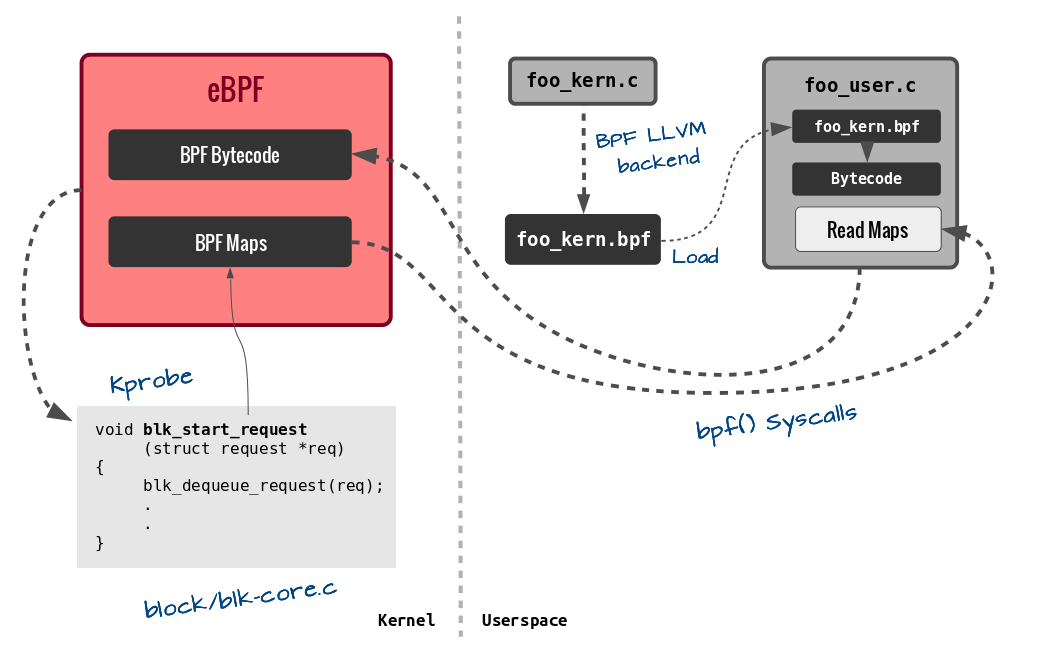 eBPF
BPF Bytecode
BPF Maps
Kprobe
void blk_start_request
(struct request *req)
{
blk_dequeue_request(req);
.
.
}
block/blk-core.c
Kernel
Userspace
foo_kern.c
BPF LLVM
backend
foo_kern.bpf
Load
foo_user.c
foo_kern.bpf
Bytecode
Read Maps
bpf() Syscalls